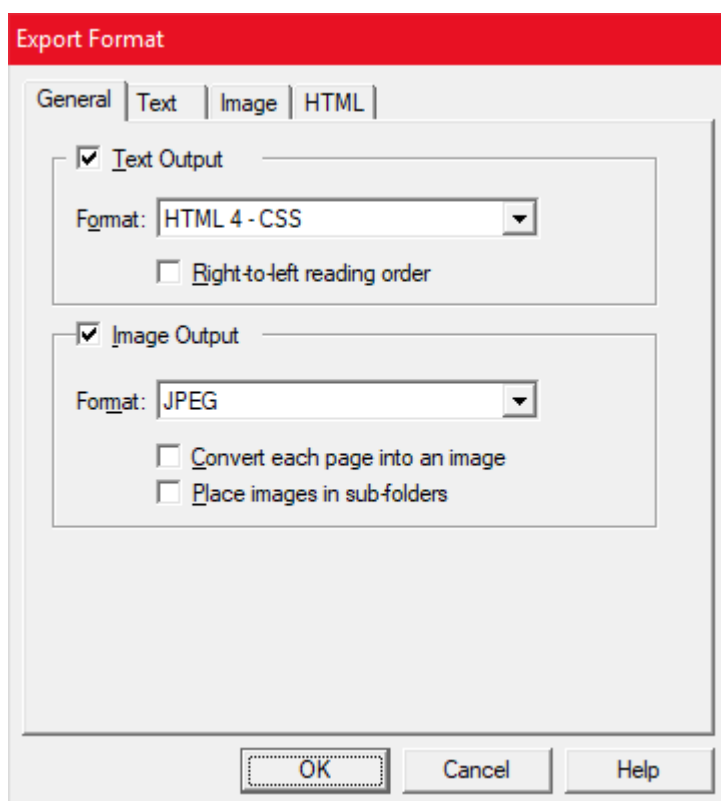 Export Format
General Text Image HTML
Text Output
Format: HTML 4 - CSS
Right-to-left reading order
Image Output
Format: JPEG
Convert each page into an image
Place images in sub-folders
OK Cancel Help